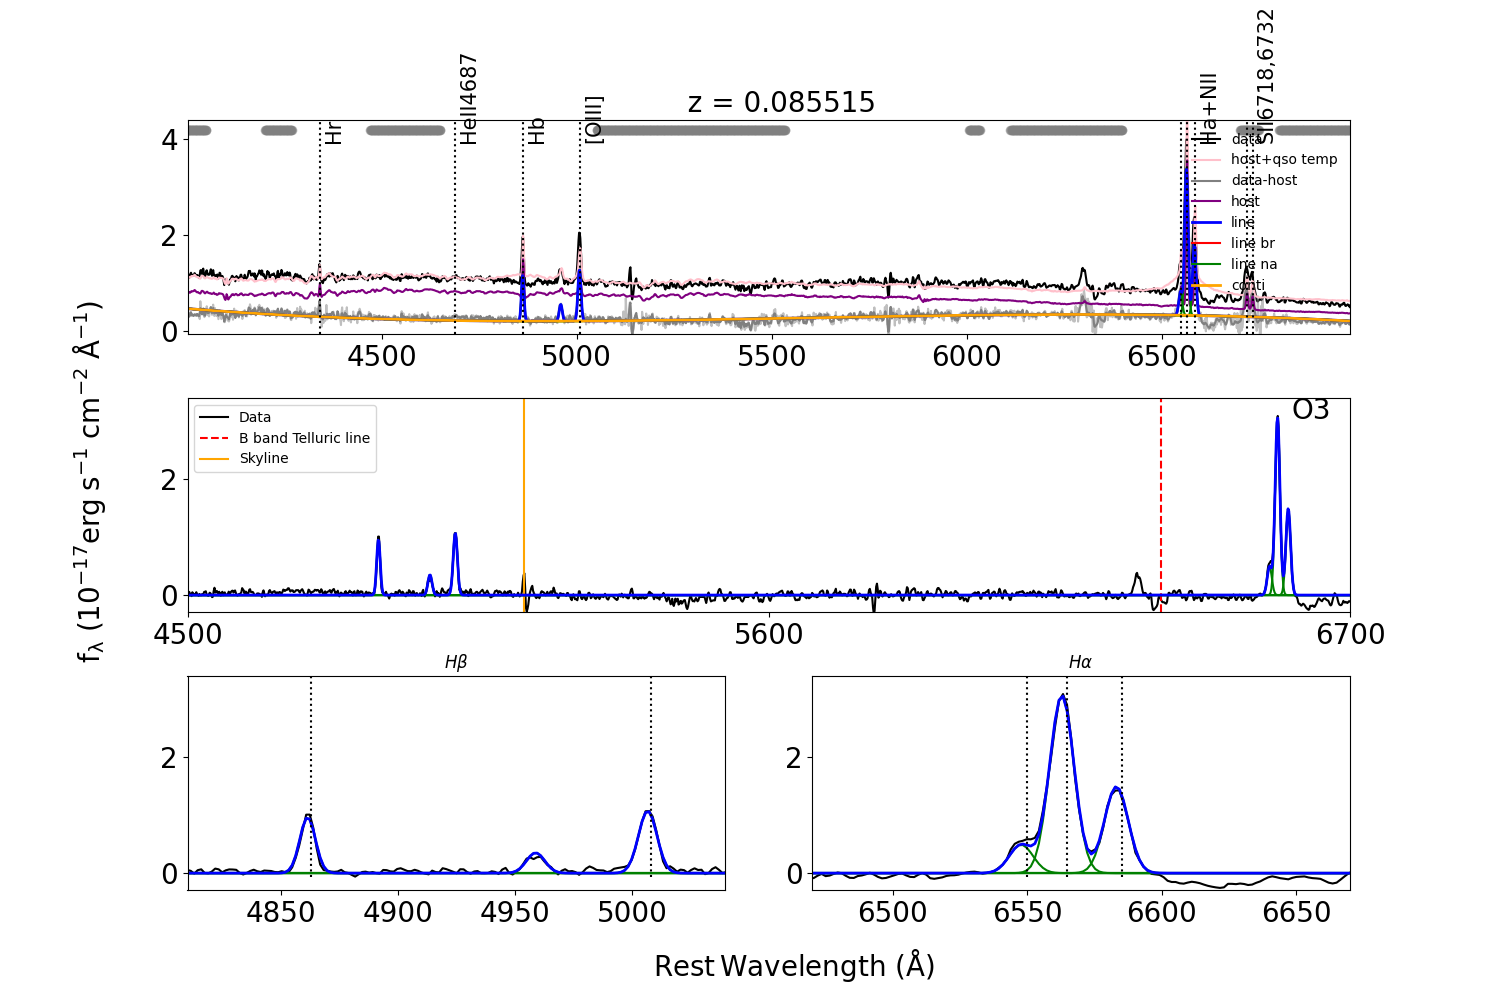 z = 0.085515
Hr
HeII4687
Hb
[OIII]
Ha+NII
SII6718,6732
data
host+qso temp
data-host
host
line
line br
line na
conti
4
2
0
4500 5000 5500 6000 6500
Data
B band Telluric line
Skyline
O3
2
0
4500 5600 6700
fλ (10−17erg s−1 cm−2 Å−1)
Hβ
2
0
4850 4900 4950 5000
Hα
2
0
6500 6550 6600 6650
Rest Wavelength (Å)